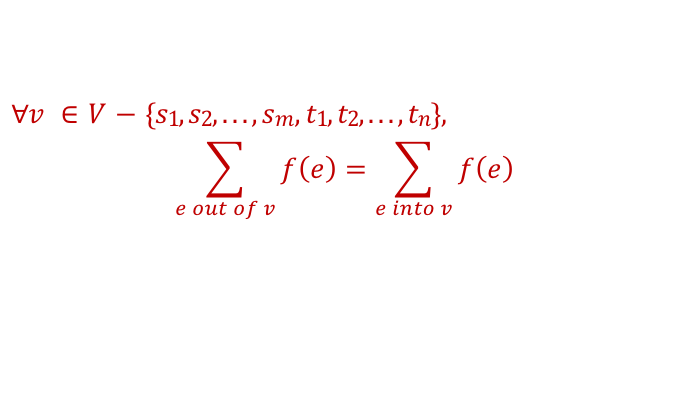 ∀v ∈ V − {s₁, s₂, . . . , sₘ, t₁, t₂, . . . , tₙ},
∑ f(e) = ∑ f(e)
e out of v e into v